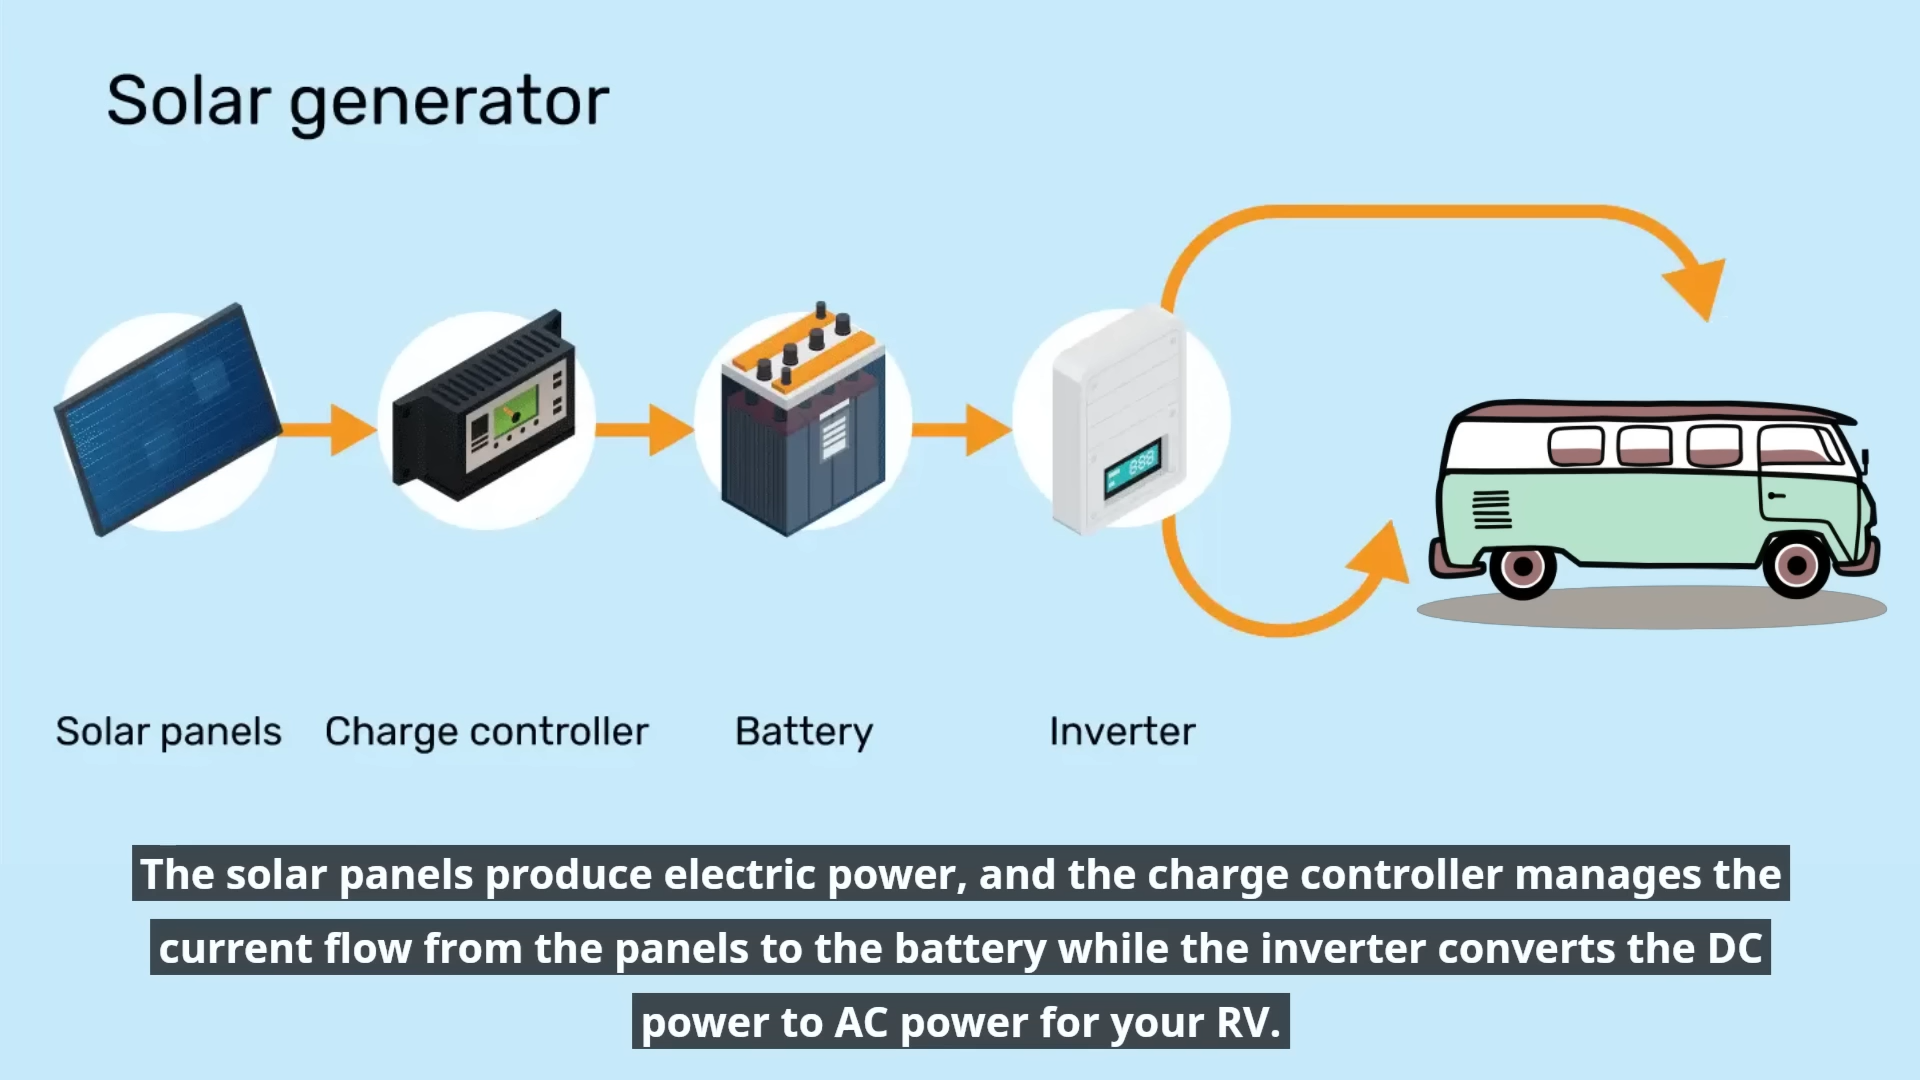 Solar generator
Solar panels
Charge controller
Battery
Inverter
The solar panels produce electric power, and the charge controller manages the
current flow from the panels to the battery while the inverter converts the DC
power to AC power for your RV.